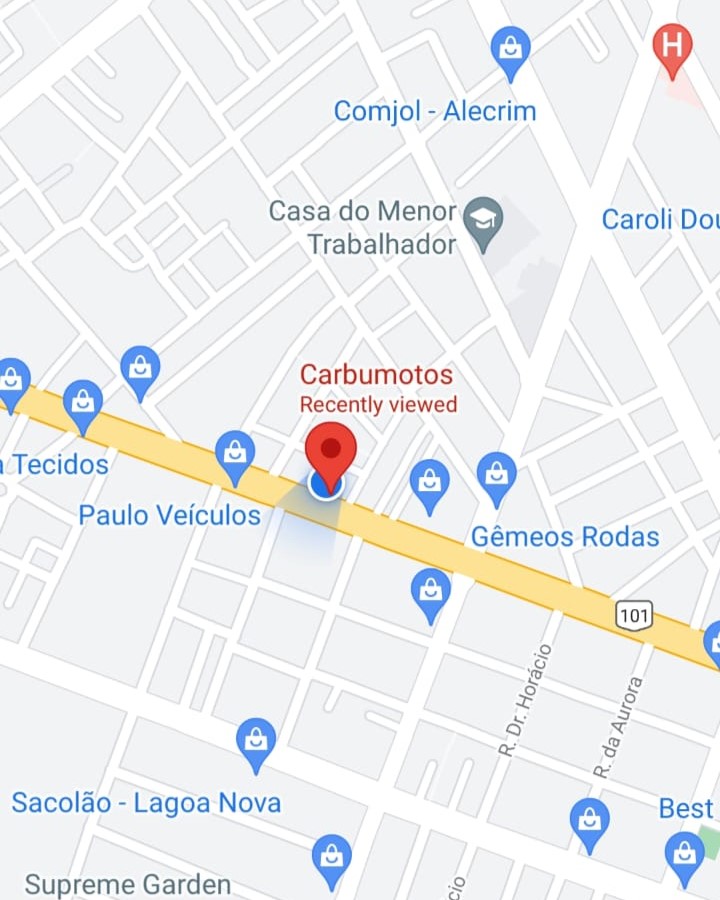 H
Comjol - Alecrim
Casa do Menor
Trabalhador
Caroli Dou
Carbumotos
Recently viewed
Tecidos
Paulo Veículos
Gêmeos Rodas
101
R. Dr. Horácio
R. da Aurora
Sacolão - Lagoa Nova
Best
Supreme Garden
cio